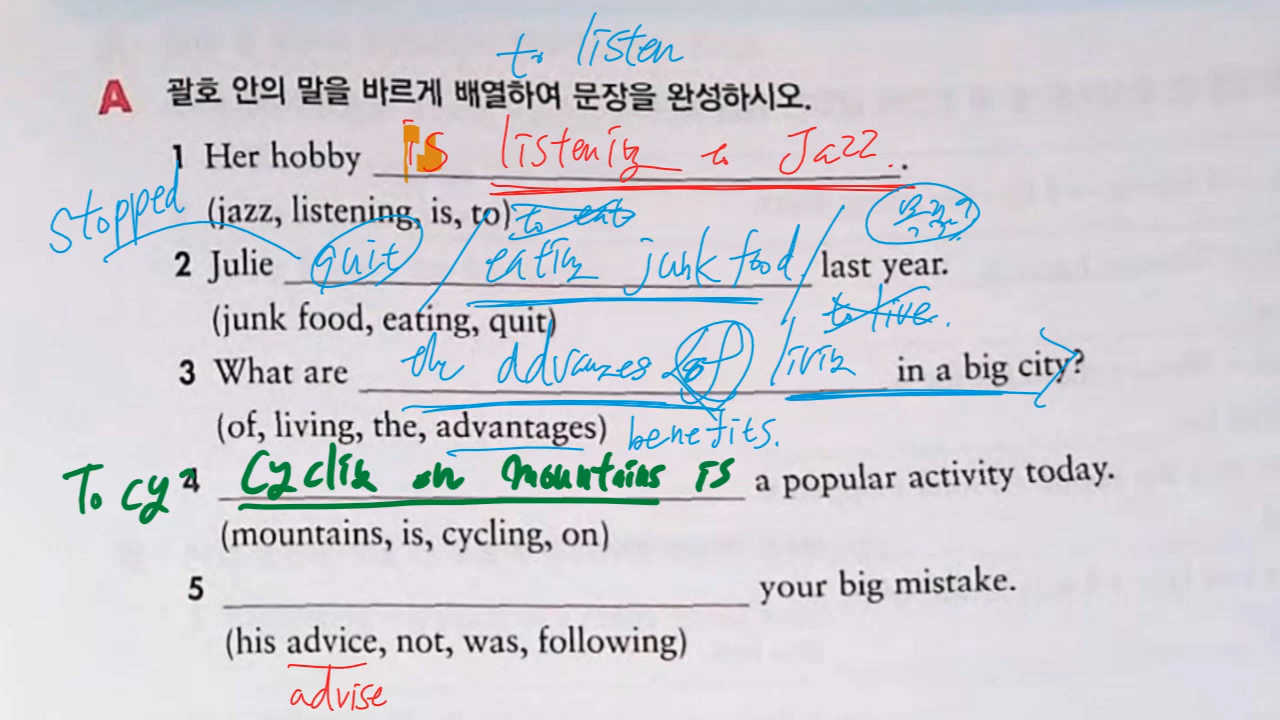 to listen
A 괄호 안의 말을 바르게 배열하여 문장을 완성하시오.
1 Her hobby is listening to Jazz.
stopped (jazz, listening, is, to) to eat
2 Julie quit / eating junk food / last year.
(junk food, eating, quit) to live.
3 What are the of living in a big city?
(of, living, the, advantages) benefits.
To cy 4 Cycling on mountains is a popular activity today.
(mountains, is, cycling, on)
5 your big mistake.
(his advice, not, was, following)
advise